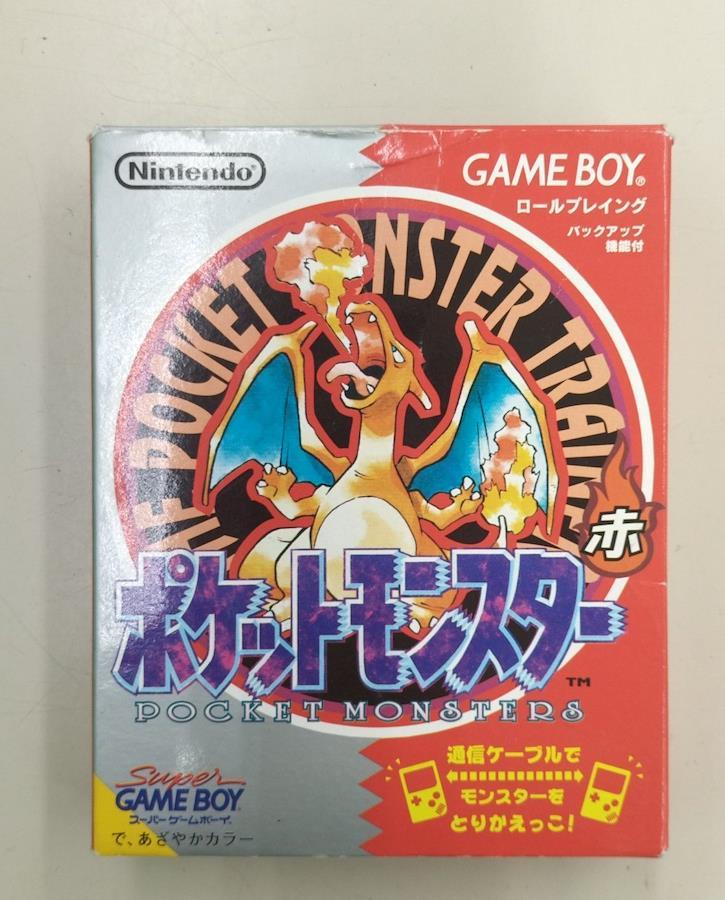 Nintendo®
GAME BOY®
ロールプレイング
バックアップ
機能付
THE POCKET MONSTER TRAINER
赤
ポケットモンスター
TM
POCKET MONSTERS
通信ケーブルで
モンスターを
とりかえっこ!
Super
GAME BOY
スーパーゲームボーイ
で、あざやかカラー